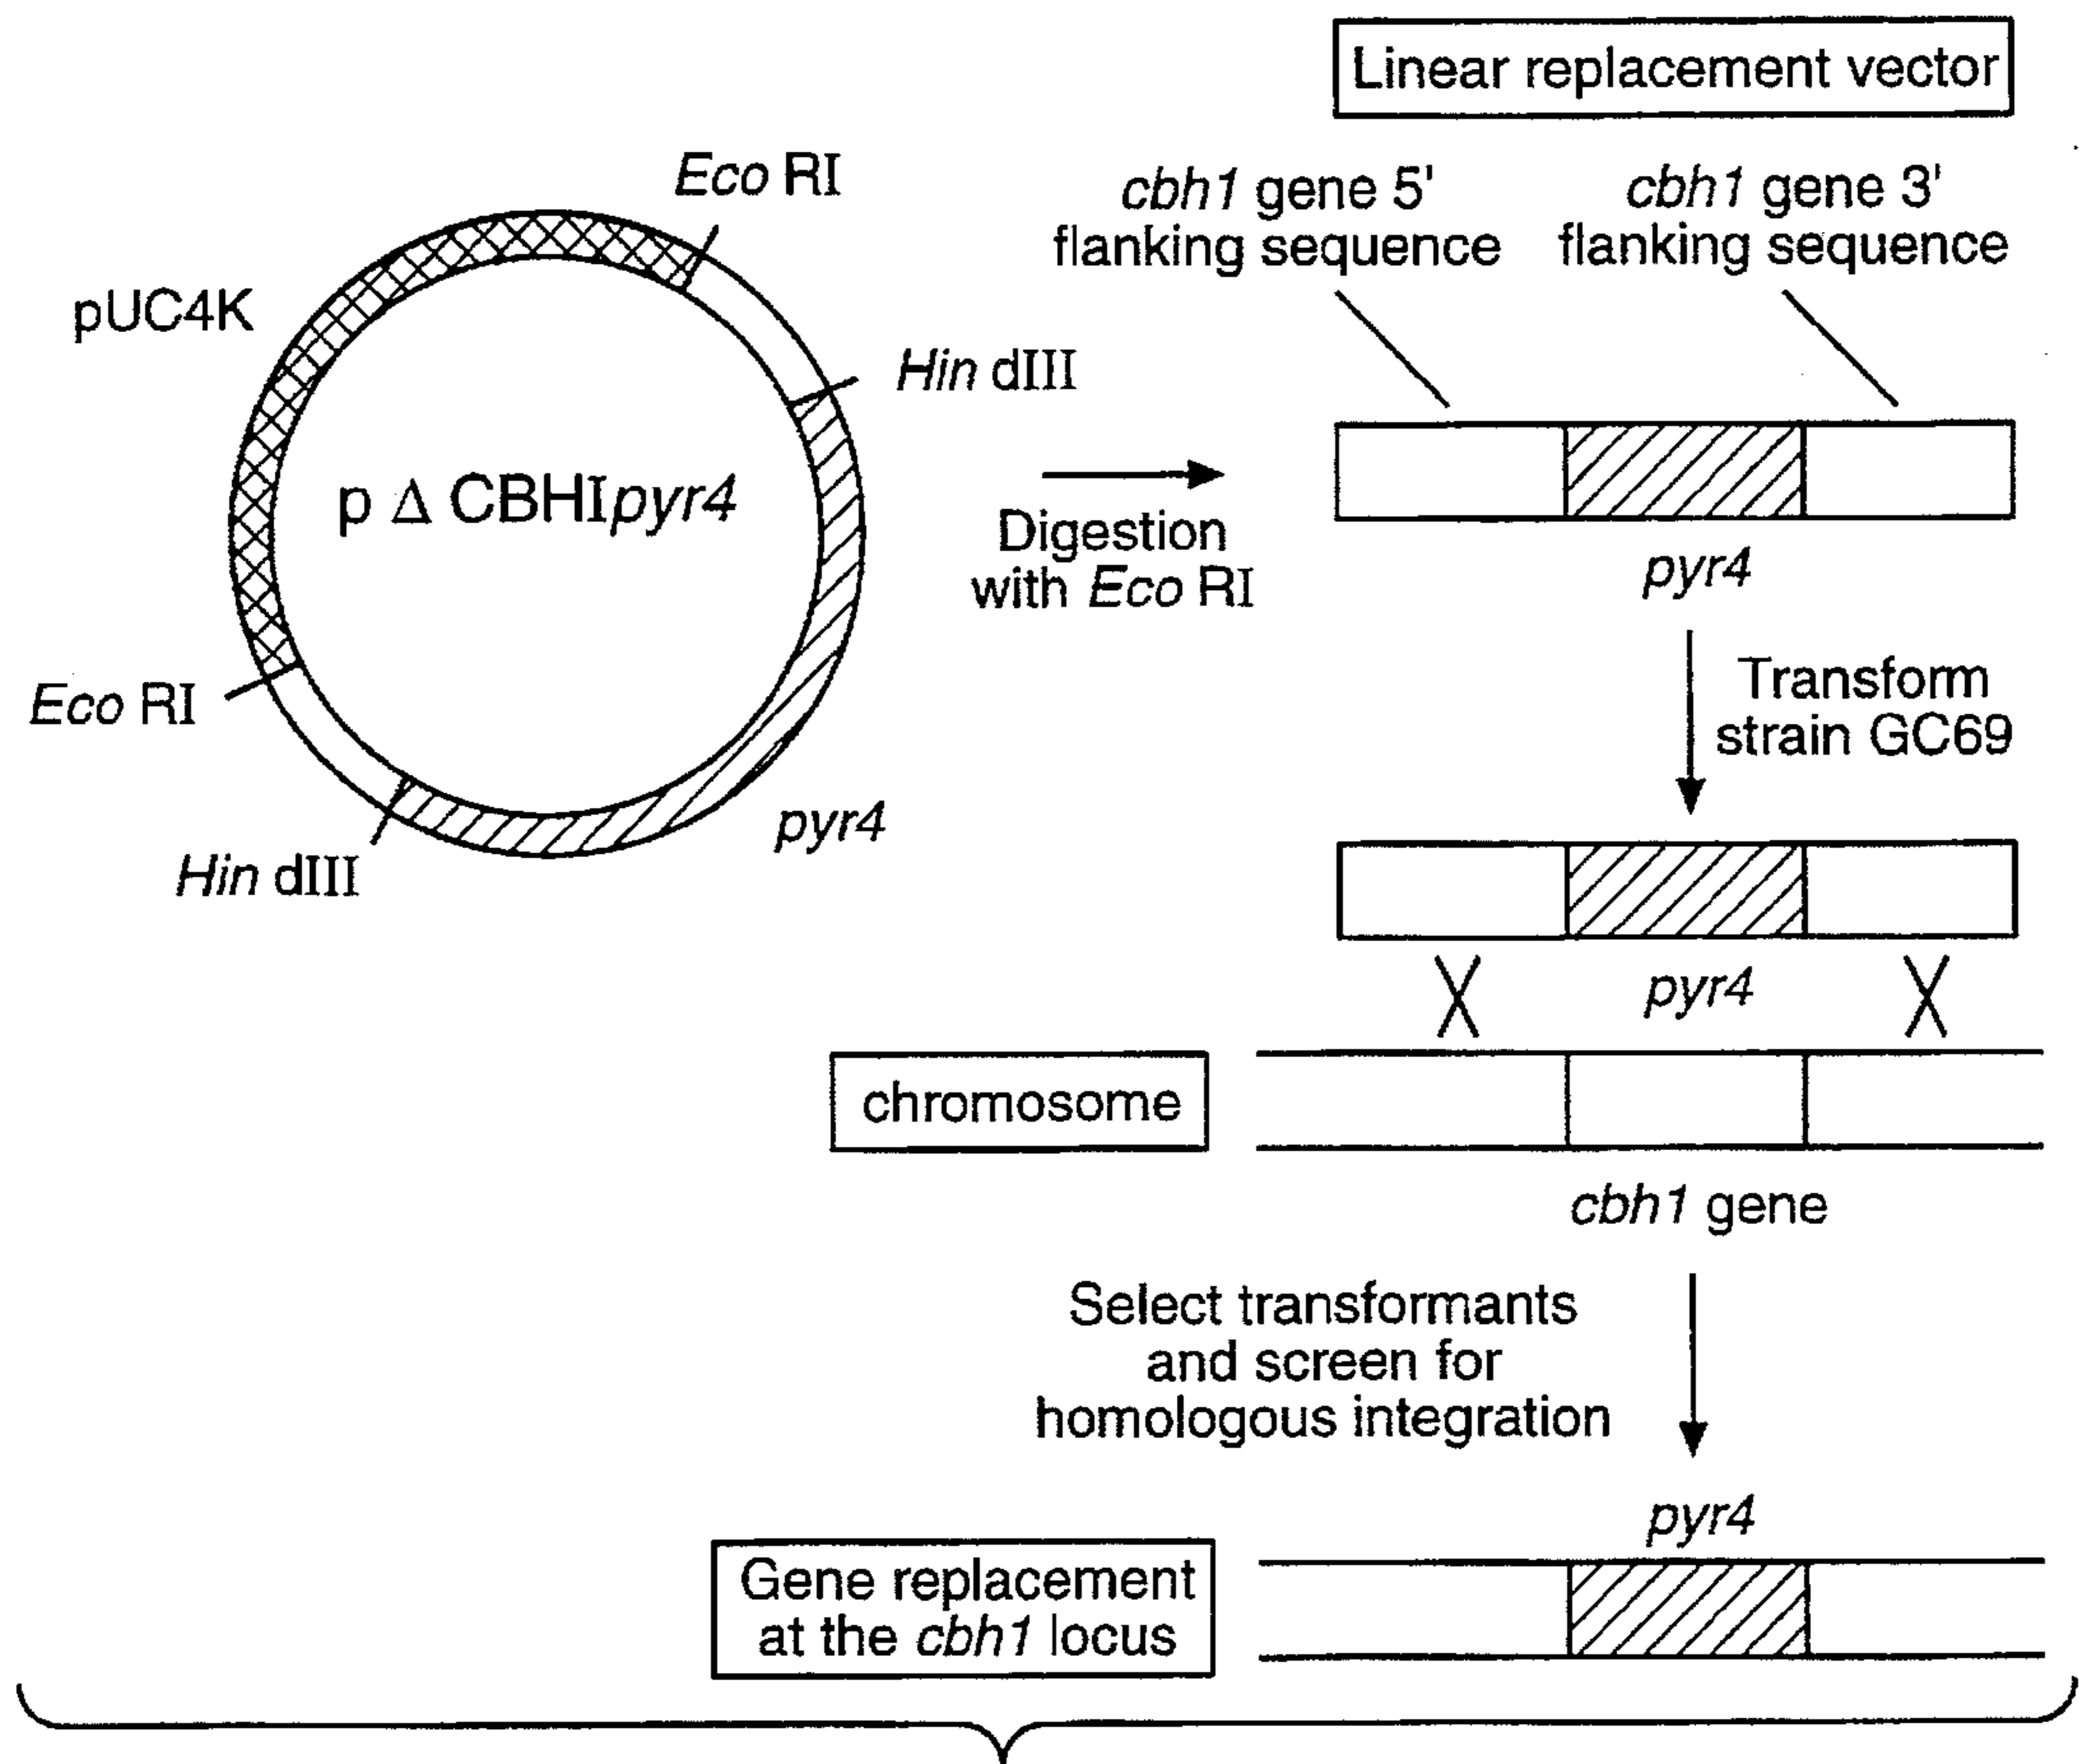 Linear replacement vector
Eco RI
cbh1 gene 5'
flanking sequence
cbh1 gene 3'
flanking sequence
pUC4K
Hin dIII
p Δ CBHIpyr4
Digestion
with Eco RI
pyr4
Eco RI
Transform
strain GC69
pyr4
Hin dIII
pyr4
chromosome
cbh1 gene
Select transformants
and screen for
homologous integration
pyr4
Gene replacement
at the cbh1 locus